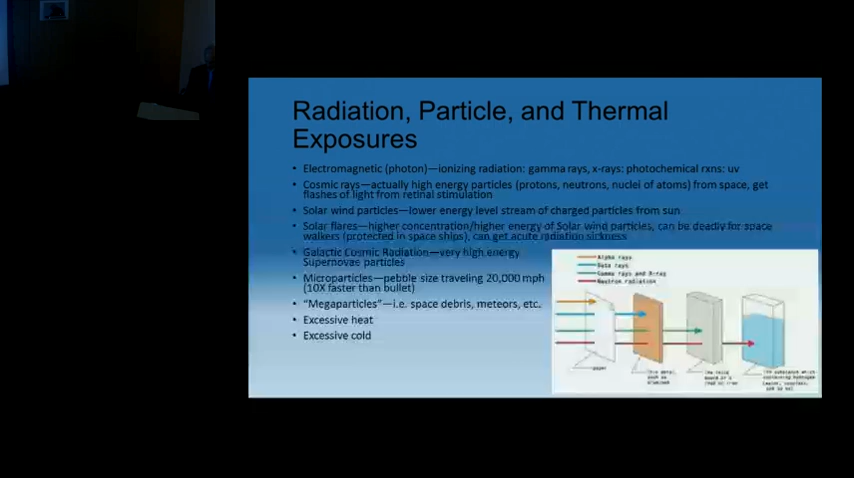 Radiation, Particle, and Thermal
Exposures
• Electromagnetic (photon)—ionizing radiation: gamma rays, x-rays: photochemical rxns: uv
• Cosmic rays—actually high energy particles (protons, neutrons, nuclei of atoms) from space, get
flashes of light from retinal stimulation
• Solar wind particles—lower energy level stream of charged particles from sun
• Solar flares—higher concentration/higher energy of Solar wind particles, can be deadly for space
walkers (protected in space ships), can get acute radiation sickness
• Galactic Cosmic Radiation—very high energy
Supernovae particles
• Microparticles—pebble size traveling 20,000 mph
(10X faster than bullet)
• "Megaparticles"—i.e. space debris, meteors, etc.
• Excessive heat
• Excessive cold
Alpha rays
Beta rays
Gamma rays and X-ray
Neutron radiation
paper